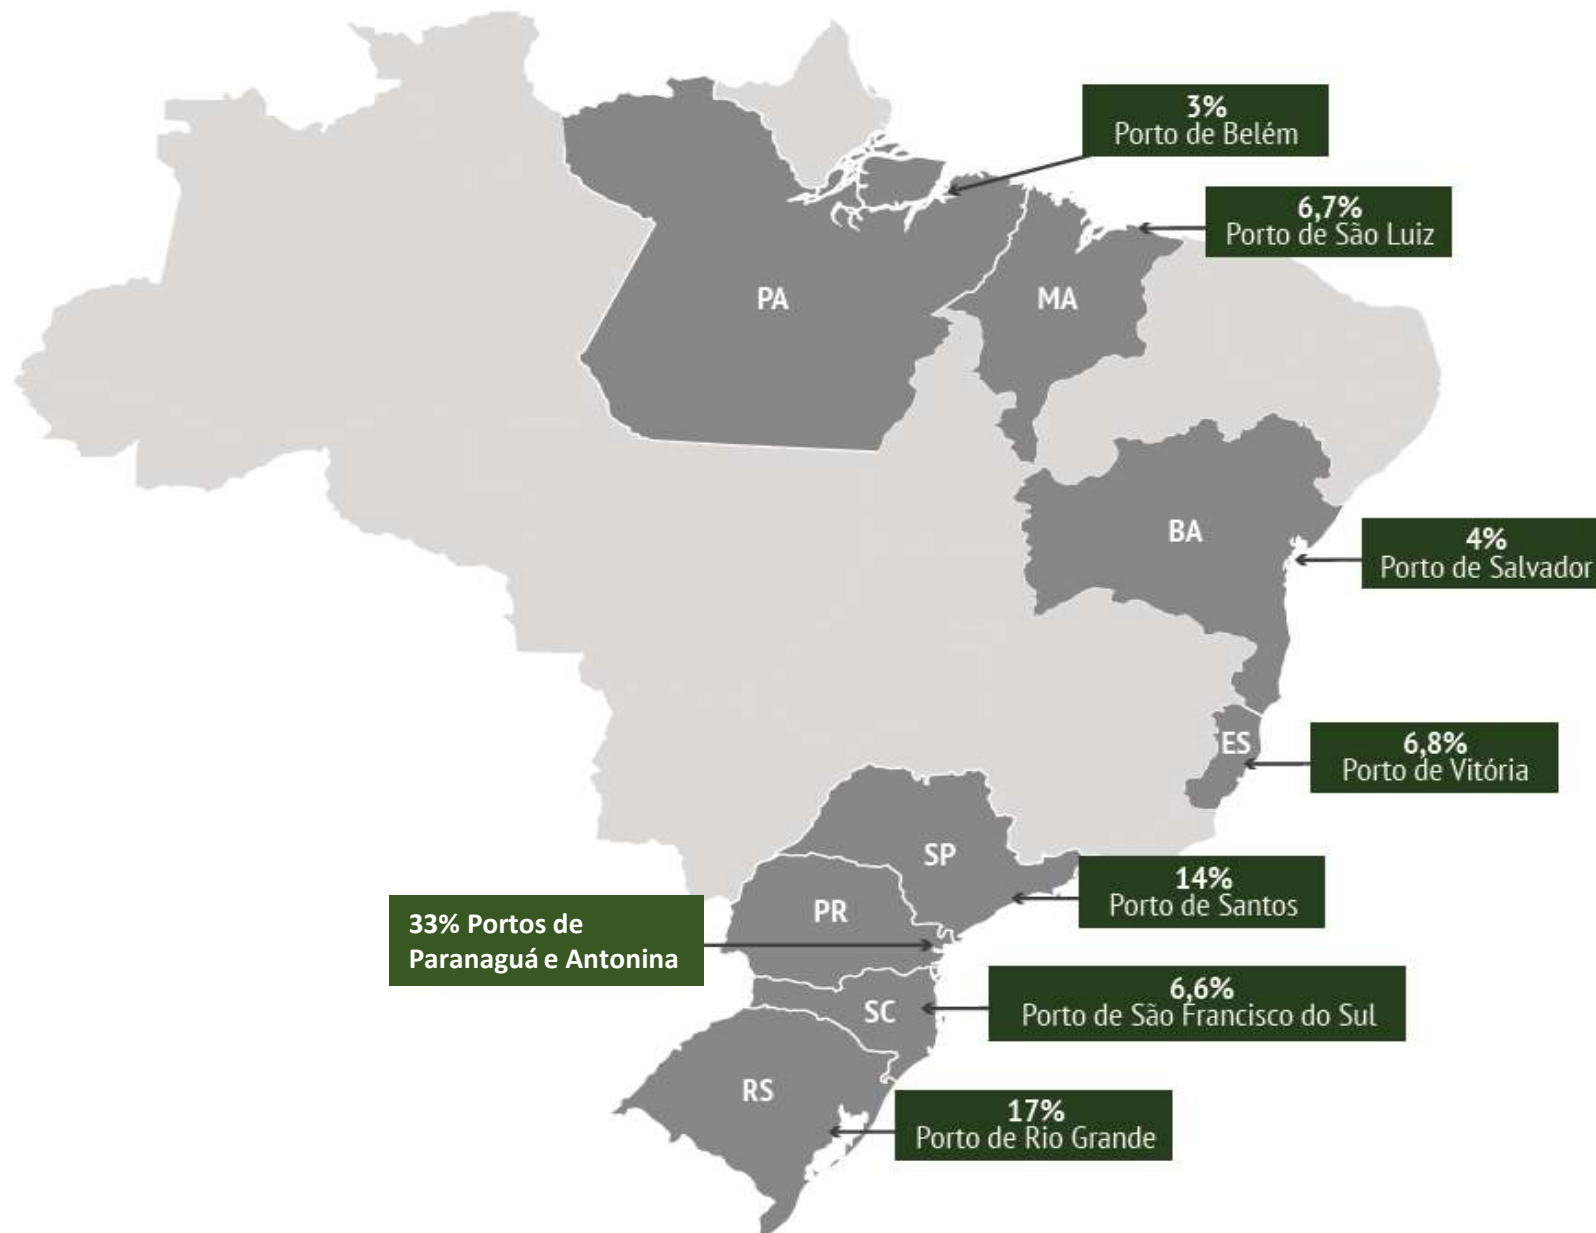 3%
Porto de Belém
6,7%
Porto de São Luiz
PA
MA
BA
4%
Porto de Salvador
ES
6,8%
Porto de Vitória
SP
14%
Porto de Santos
PR
33% Portos de
Paranaguá e Antonina
SC
6,6%
Porto de São Francisco do Sul
RS
17%
Porto de Rio Grande